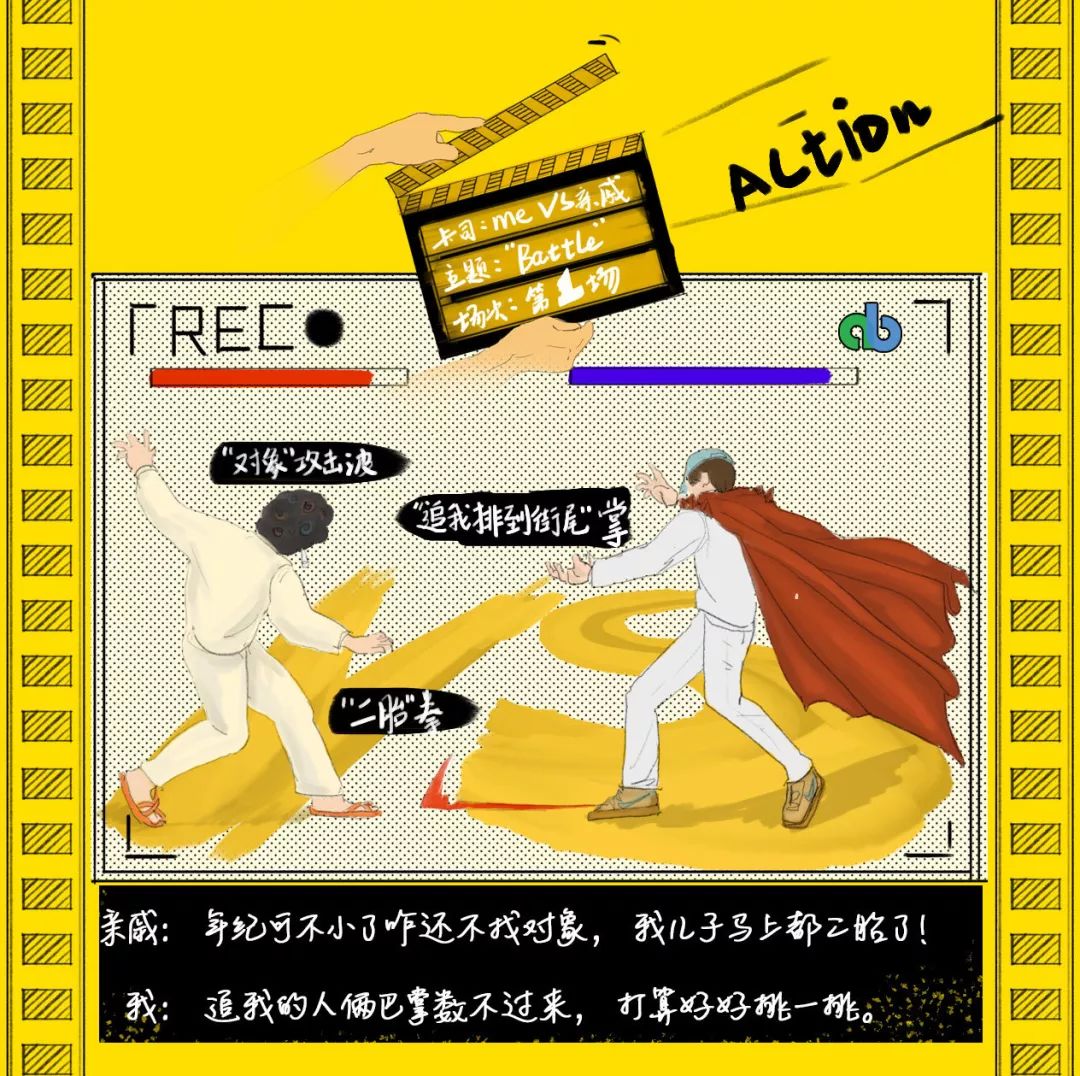 ACtion
卡司：me VS亲戚
主题："Battle"
场次：第1场
REC
ab
"对象"攻击波
"追我排到街尾"掌
"二胎"拳
亲戚： 年纪可不小了咋还不找对象， 我儿子马上都二胎了！
我： 追我的人俩巴掌数不过来， 打算好好挑一挑。